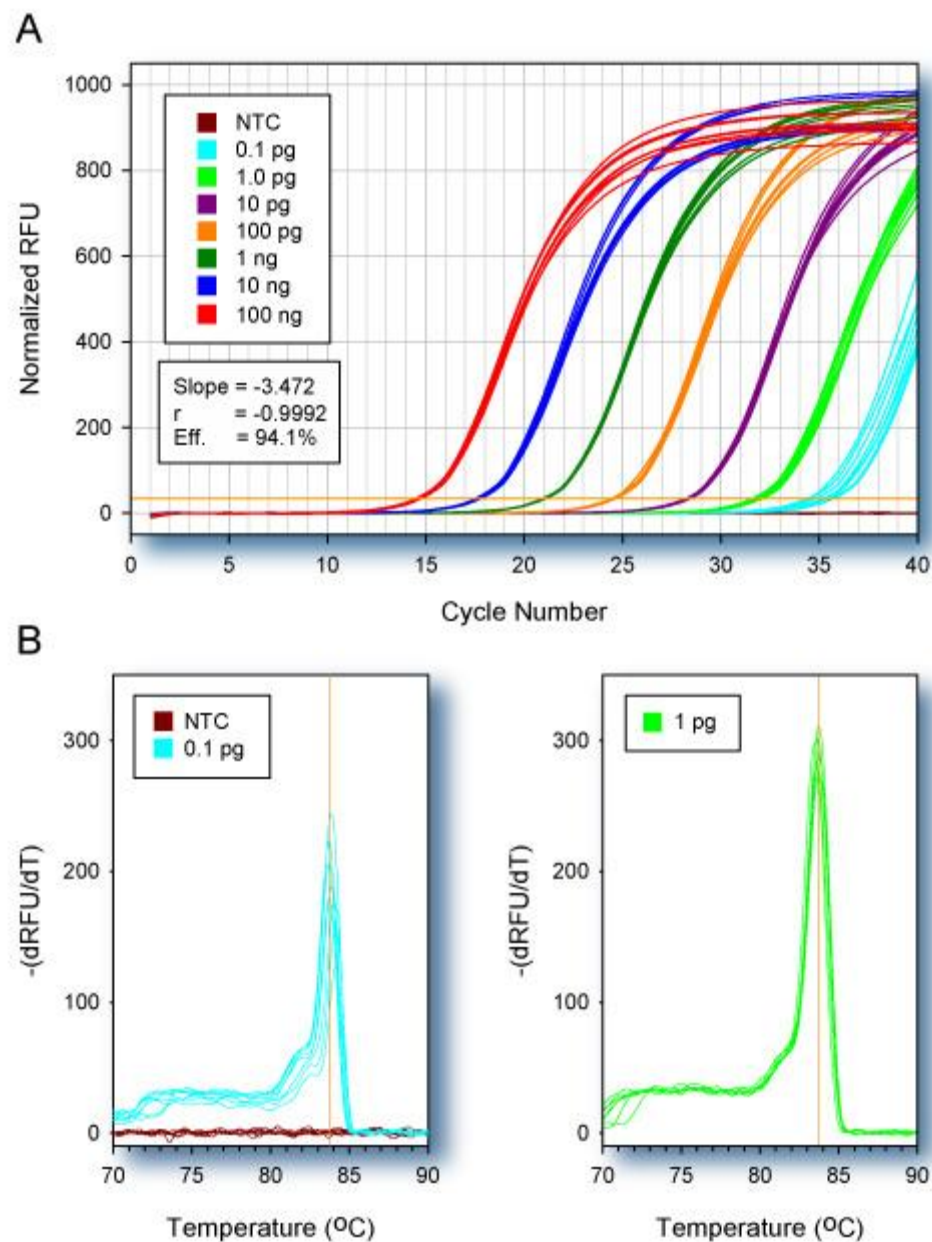 A
1000
800
600
400
200
0
Normalized RFU
NTC
0.1 pg
1.0 pg
10 pg
100 pg
1 ng
10 ng
100 ng
Slope = -3.472
r = -0.9992
Eff. = 94.1%
0 5 10 15 20 25 30 35 40
Cycle Number
B
300
200
100
0
-(dRFU/dT)
NTC
0.1 pg
70 75 80 85 90
Temperature (ºC)
300
200
100
0
-(dRFU/dT)
1 pg
70 75 80 85 90
Temperature (ºC)